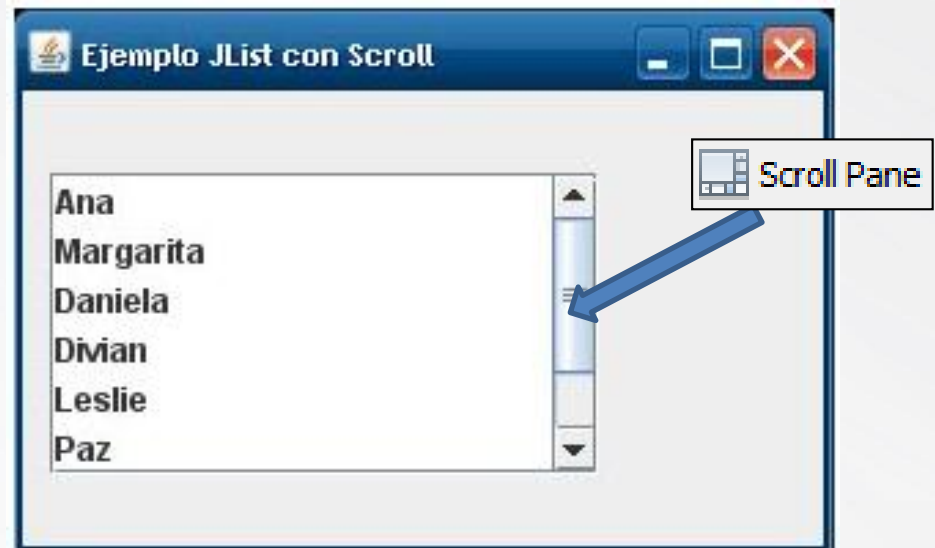 Ejemplo JList con Scroll
Scroll Pane
Ana
Margarita
Daniela
Divian
Leslie
Paz